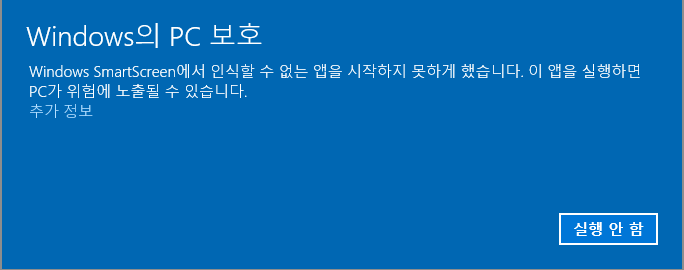 Windows의 PC 보호
Windows SmartScreen에서 인식할 수 없는 앱을 시작하지 못하게 했습니다. 이 앱을 실행하면
PC가 위험에 노출될 수 있습니다.
추가 정보
실행 안 함